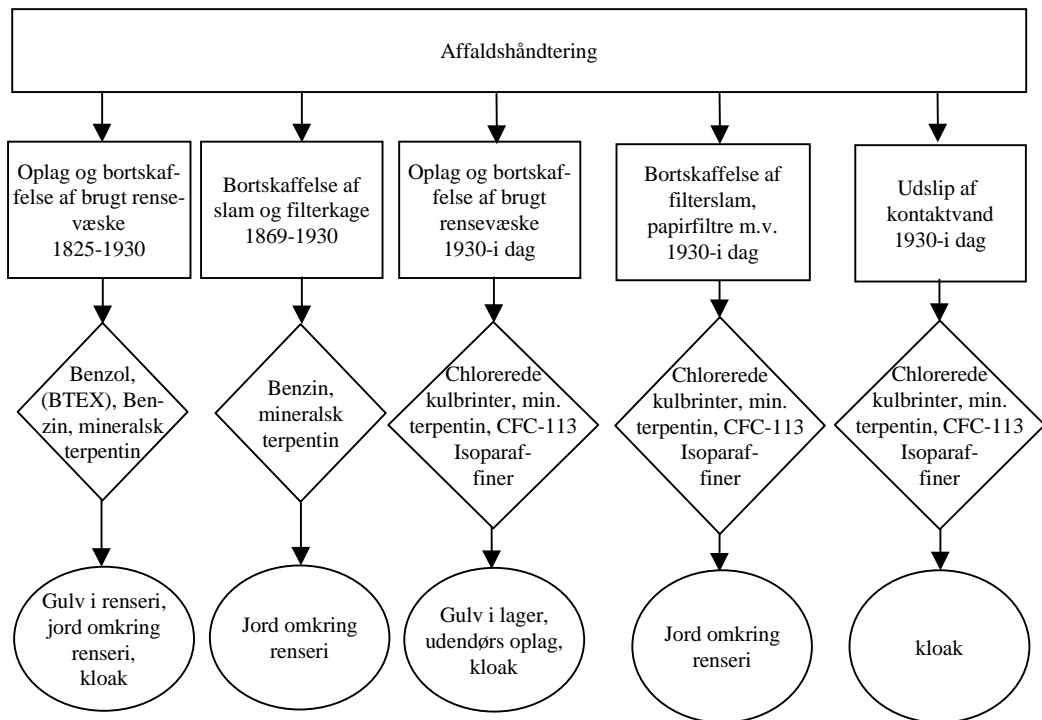 Affaldshåndtering
Oplag og bortskaf-
felse af brugt rense-
væske
1825-1930
Bortskaffelse af
slam og filterkage
1869-1930
Oplag og bortskaf-
felse af brugt
rensevæske
1930-i dag
Bortskaffelse af
filterslam,
papirfiltre m.v.
1930-i dag
Udslip af
kontaktvand
1930-i dag
Benzol,
(BTEX), Ben-
zin, mineralsk
terpentin
Benzin,
mineralsk
terpentin
Chlorerede
kulbrinter, min.
terpentin, CFC-113
Isoparaf-
finer
Chlorerede
kulbrinter, min.
terpentin, CFC-113
Isoparaf-
finer
Chlorerede
kulbrinter, min.
terpentin, CFC-113
Isoparaf-
finer
Gulv i renseri,
jord omkring
renseri,
kloak
Jord omkring
renseri
Gulv i lager,
udendørs oplag,
kloak
Jord omkring
renseri
kloak